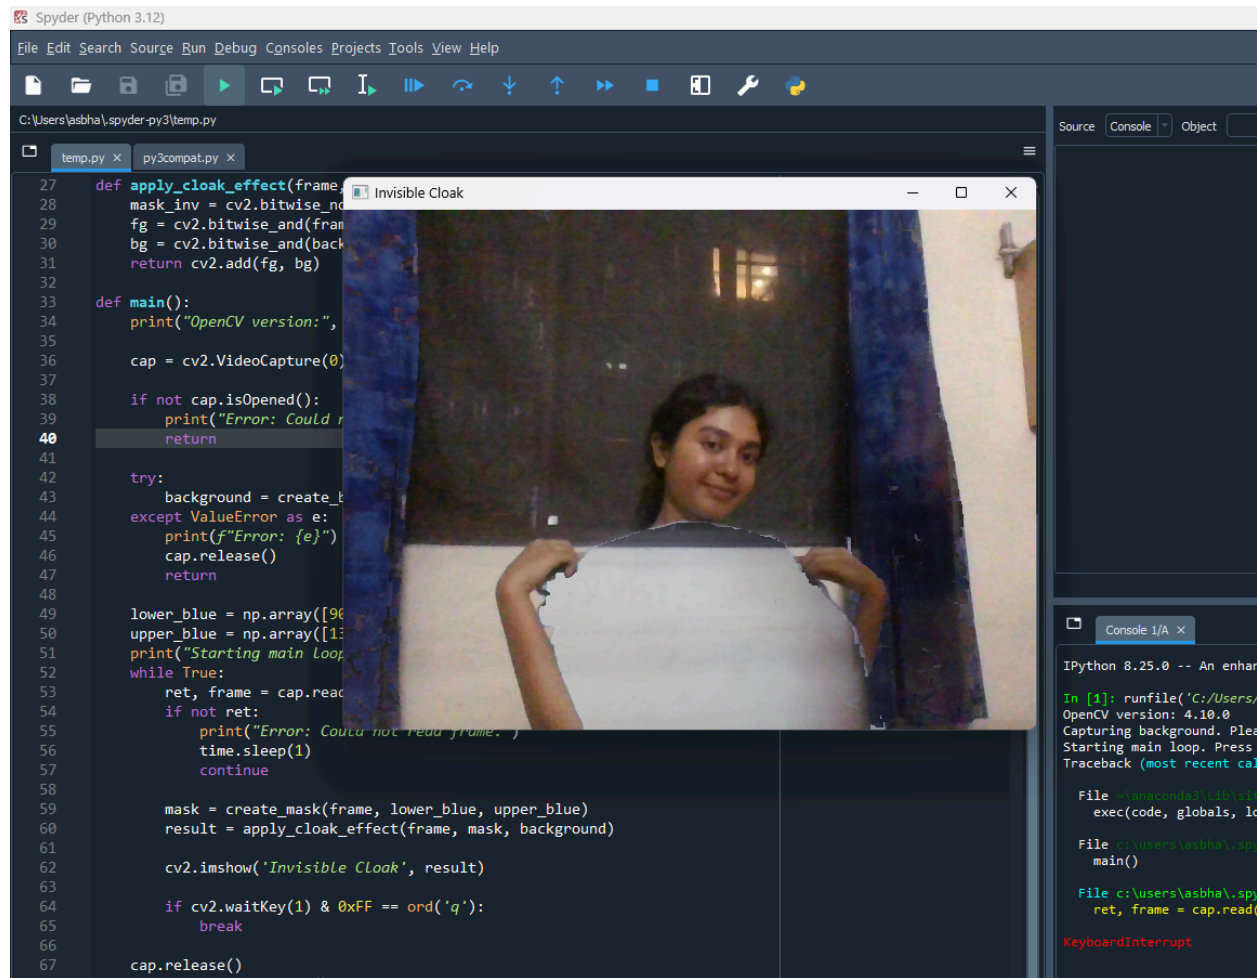 Spyder (Python 3.12)
File Edit Search Source Run Debug Consoles Projects Tools View Help
C:\Users\asbha\.spyder-py3\temp.py
temp.py
py3compat.py
Source Console Object
Invisible Cloak
27 def apply_cloak_effect(frame,
28 mask_inv = cv2.bitwise_no
29 fg = cv2.bitwise_and(fram
30 bg = cv2.bitwise_and(back
31 return cv2.add(fg, bg)
32
33 def main():
34 print("OpenCV version:",
35
36 cap = cv2.VideoCapture(0)
37
38 if not cap.isOpened():
39 print("Error: Could n
40 return
41
42 try:
43 background = create_b
44 except ValueError as e:
45 print(f"Error: {e}")
46 cap.release()
47 return
48
49 lower_blue = np.array([90
50 upper_blue = np.array([13
51 print("Starting main loop
52 while True:
53 ret, frame = cap.read
54 if not ret:
55 print("Error: Could not read frame.")
56 time.sleep(1)
57 continue
58
59 mask = create_mask(frame, lower_blue, upper_blue)
60 result = apply_cloak_effect(frame, mask, background)
61
62 cv2.imshow('Invisible Cloak', result)
63
64 if cv2.waitKey(1) & 0xFF == ord('q'):
65 break
66
67 cap.release()
Console 1/A
IPython 8.25.0 -- An enhan
In [1]: runfile('C:/Users/
OpenCV version: 4.10.0
Capturing background. Plea
Starting main loop. Press
Traceback (most recent cal
File ~\anaconda3\Lib\sit
exec(code, globals, lo
File c:\users\asbha\.spy
main()
File c:\users\asbha\.spy
ret, frame = cap.read(
KeyboardInterrupt